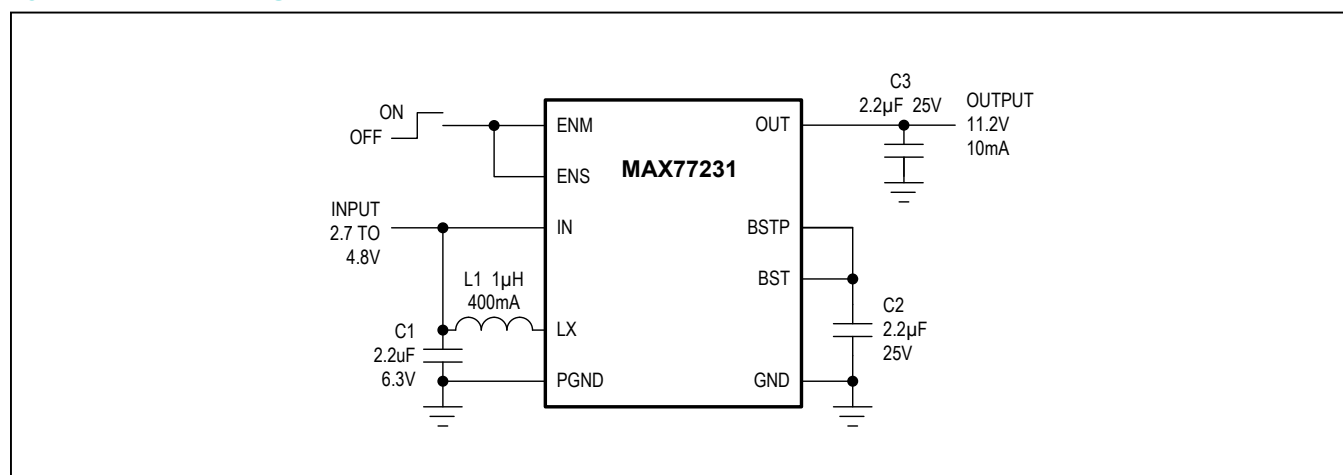 ON
OFF
ENM
ENS
INPUT
2.7 TO
4.8V
IN
L1 1µH
400mA
LX
C1
2.2uF
6.3V
PGND
MAX77231
OUT
BSTP
BST
GND
C3
2.2µF 25V
OUTPUT
11.2V
10mA
C2
2.2µF
25V